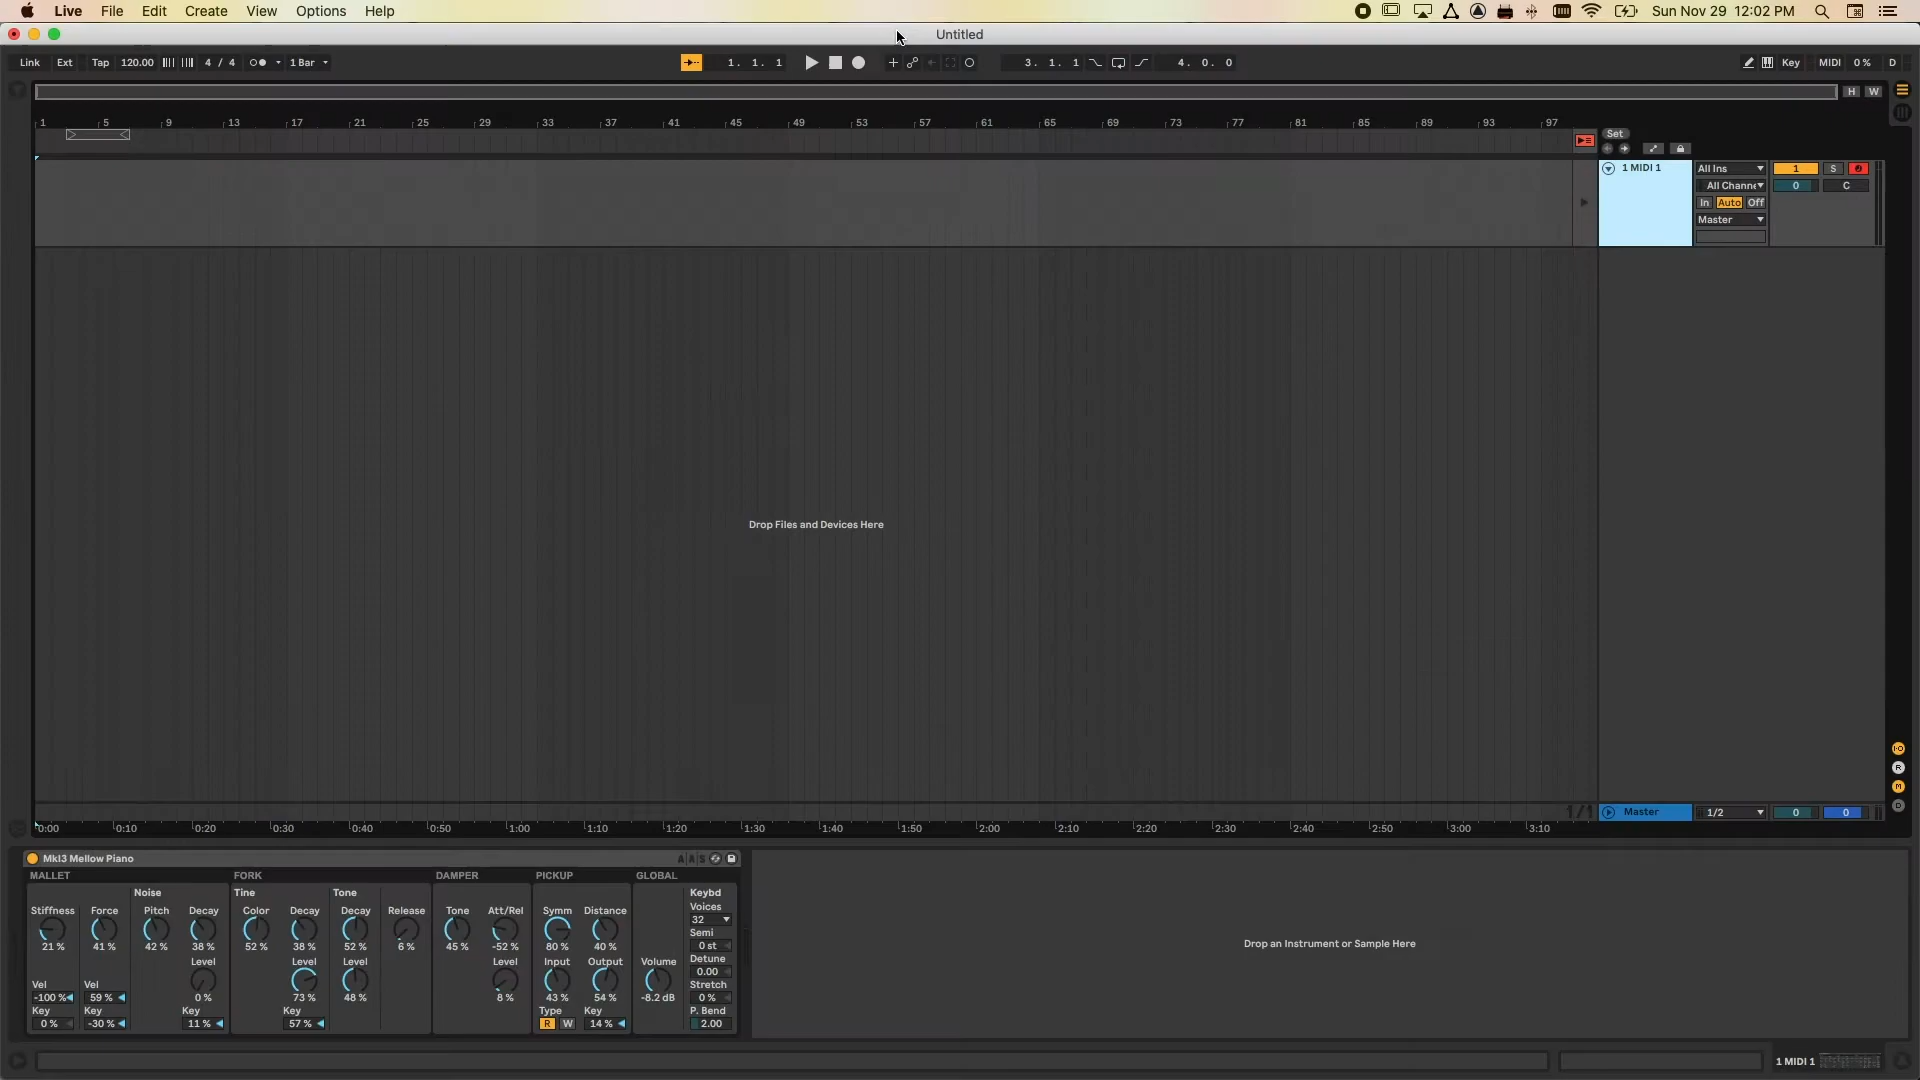 Live File Edit Create View Options Help Sun Nov 29 12:02 PM
Untitled
Link Ext Tap 120.00 4 / 4 1 Bar 1. 1. 1 3. 1. 1 4. 0. 0 Key MIDI 0 % D
H W
1 5 9 13 17 21 25 29 33 37 41 45 49 53 57 61 65 69 73 77 81 85 89 93 97
Set
1 MIDI 1 All Ins 1 S
All Channe 0 C
In Auto Off
Master
Drop Files and Devices Here
1/1 Master 1/2 0 0
0:00 0:10 0:20 0:30 0:40 0:50 1:00 1:10 1:20 1:30 1:40 1:50 2:00 2:10 2:20 2:30 2:40 2:50 3:00 3:10
R
M
D
MkI3 Mellow Piano A A S
MALLET FORK DAMPER PICKUP GLOBAL
Noise Tine Tone Keybd
Voices
Stiffness Force Pitch Decay Color Decay Decay Release Tone Att/Rel Symm Distance
32
Semi
21 % 41 % 42 % 38 % 52 % 38 % 52 % 6 % 45 % -52 % 80 % 40 % 0 st
Level Level Level Level Input Output Volume Detune
0.00
Vel Vel Stretch
-100 % 59 % 0 % 73 % 48 % 8 % 43 % 54 % -8.2 dB 0 %
Key Key Key Type Key P. Bend
0 % -30 % 11 % 57 % R W 14 % 2.00
Drop an Instrument or Sample Here
1 MIDI 1